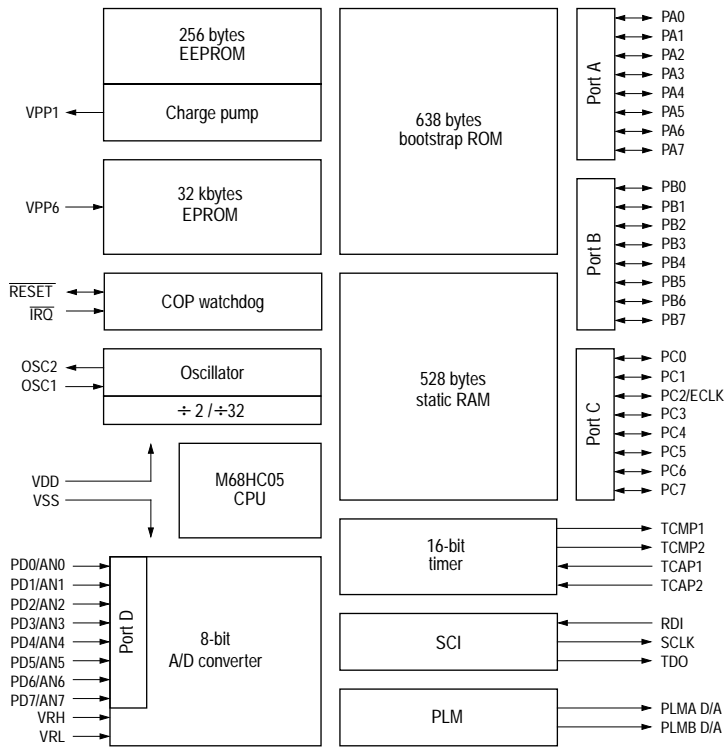 256 bytes
EEPROM
Charge pump
VPP1
32 kbytes
EPROM
VPP6
RESET
IRQ
COP watchdog
OSC2
OSC1
Oscillator
÷ 2 / ÷32
VDD
VSS
M68HC05
CPU
PD0/AN0
PD1/AN1
PD2/AN2
PD3/AN3
PD4/AN4
PD5/AN5
PD6/AN6
PD7/AN7
VRH
VRL
Port D
8-bit
A/D converter
638 bytes
bootstrap ROM
528 bytes
static RAM
16-bit
timer
SCI
PLM
Port A
PA0
PA1
PA2
PA3
PA4
PA5
PA6
PA7
Port B
PB0
PB1
PB2
PB3
PB4
PB5
PB6
PB7
Port C
PC0
PC1
PC2/ECLK
PC3
PC4
PC5
PC6
PC7
TCMP1
TCMP2
TCAP1
TCAP2
RDI
SCLK
TDO
PLMA D/A
PLMB D/A